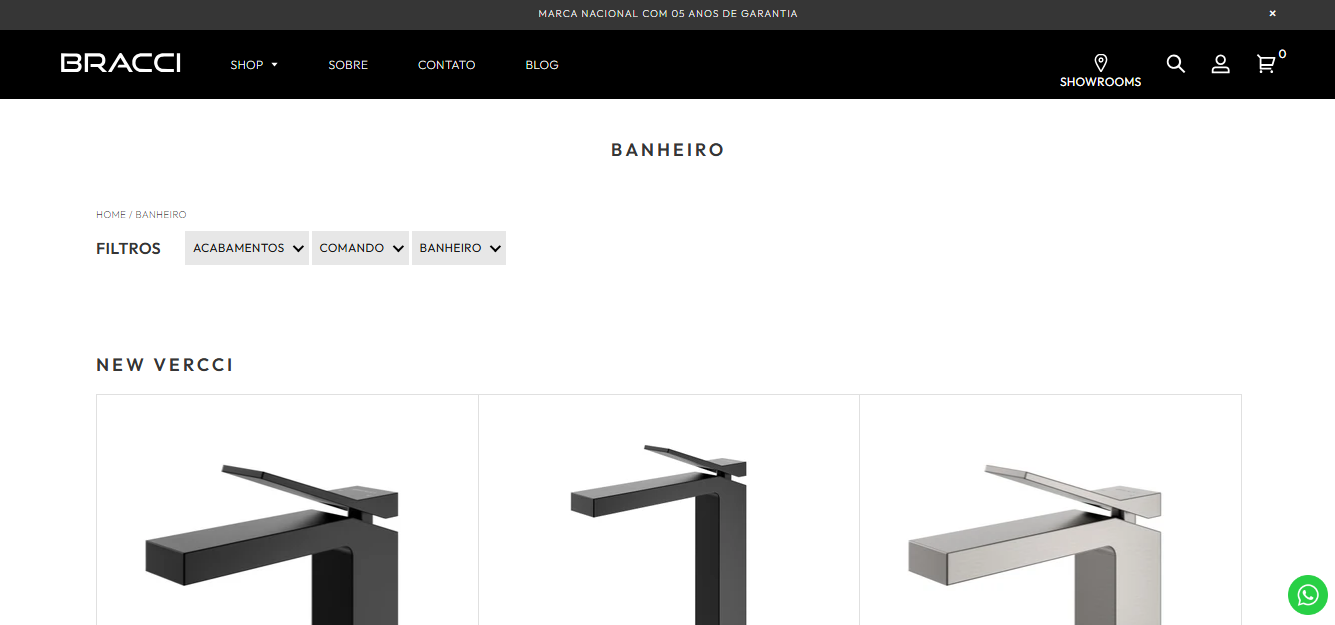 MARCA NACIONAL COM 05 ANOS DE GARANTIA ×
BRACCI SHOP SOBRE CONTATO BLOG SHOWROOMS 0
BANHEIRO
HOME / BANHEIRO
FILTROS ACABAMENTOS COMANDO BANHEIRO
NEW VERCCI